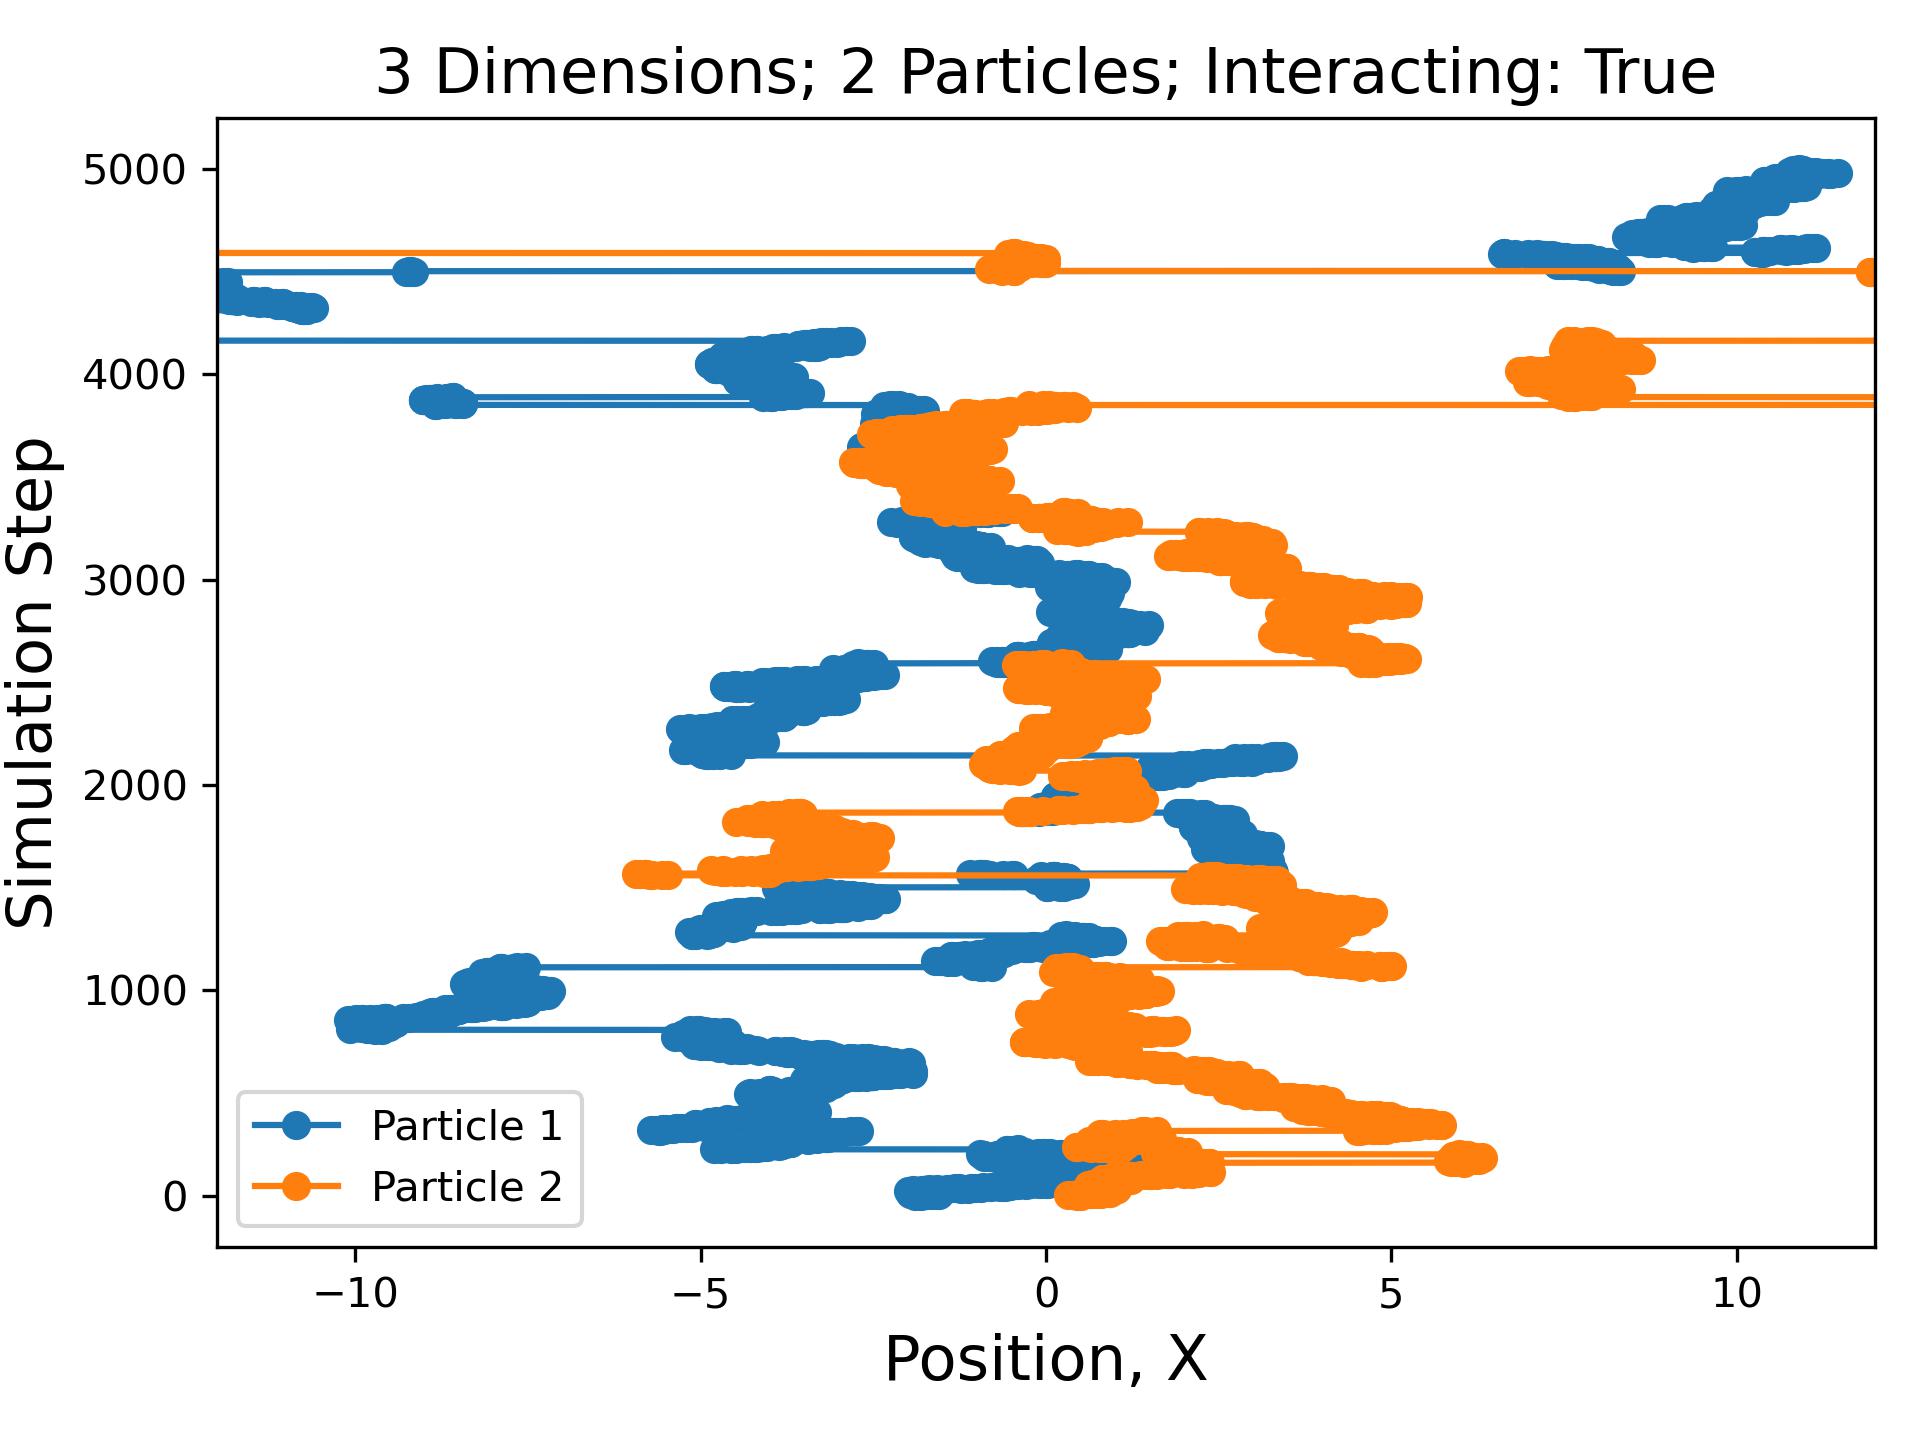 3 Dimensions; 2 Particles; Interacting: True
Simulation Step
5000
4000
3000
2000
1000
0
Particle 1
Particle 2
−10
−5
0
5
10
Position, X